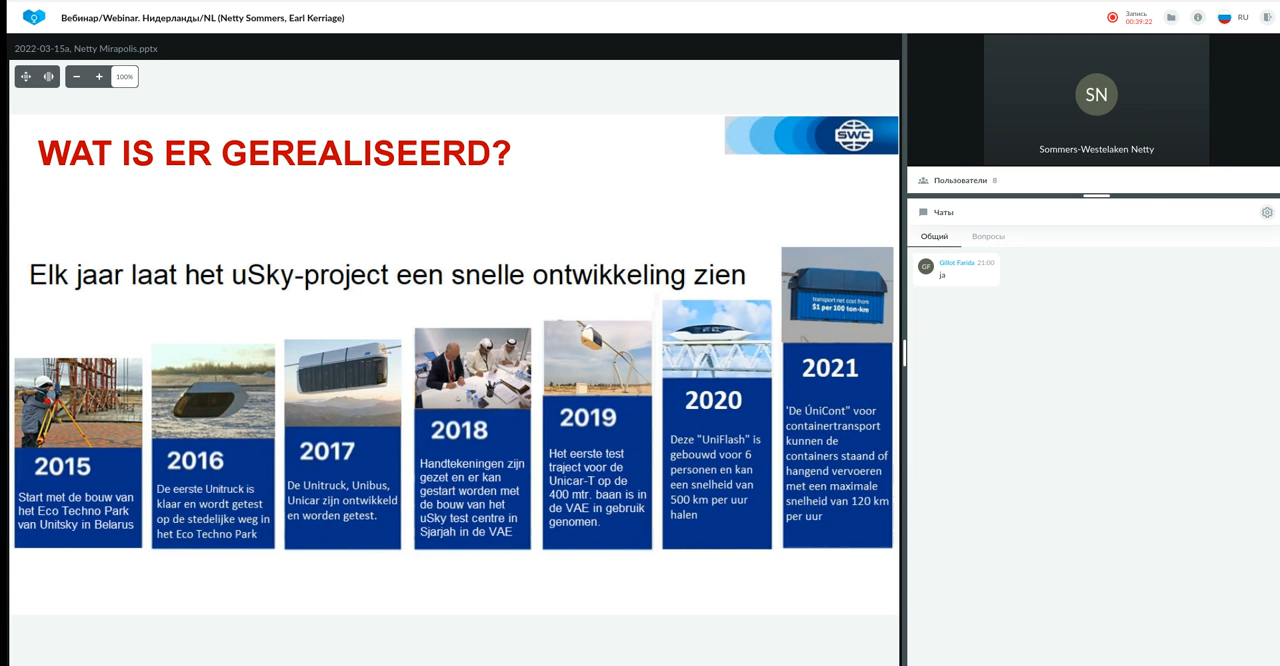 Вебинар/Webinar. Нидерланды/NL (Netty Sommers, Earl Kerriage)
Запись
00:39:22
RU
2022-03-15a, Netty Mirapolis.pptx
100%
WAT IS ER GEREALISEERD?
SWC
Elk jaar laat het uSky-project een snelle ontwikkeling zien
2015
Start met de bouw van
het Eco Techno Park
van Unitsky in Belarus
2016
De eerste Unitruck is
klaar en wordt getest
op de stedelijke weg in
het Eco Techno Park
2017
De Unitruck, Unibus,
Unicar zijn ontwikkeld
en worden getest.
2018
Handtekeningen zijn
gezet en er kan
gestart worden met
de bouw van het
uSky test centre in
Sjarjah in de VAE
2019
Het eerste test
traject voor de
Unicar-T op de
400 mtr. baan is in
de VAE in gebruik
genomen.
2020
Deze "UniFlash" is
gebouwd voor 6
personen en kan
een snelheid van
500 km per uur
halen
transport net cost from
$1 per 100 ton-km
2021
'De ÚniCont" voor
containertransport
kunnen de
containers staand of
hangend vervoeren
met een maximale
snelheid van 120 km
per uur
SN
Sommers-Westelaken Netty
Пользователи 8
Чаты
Общий Вопросы
GF
Gillot Farida 21:00
ja